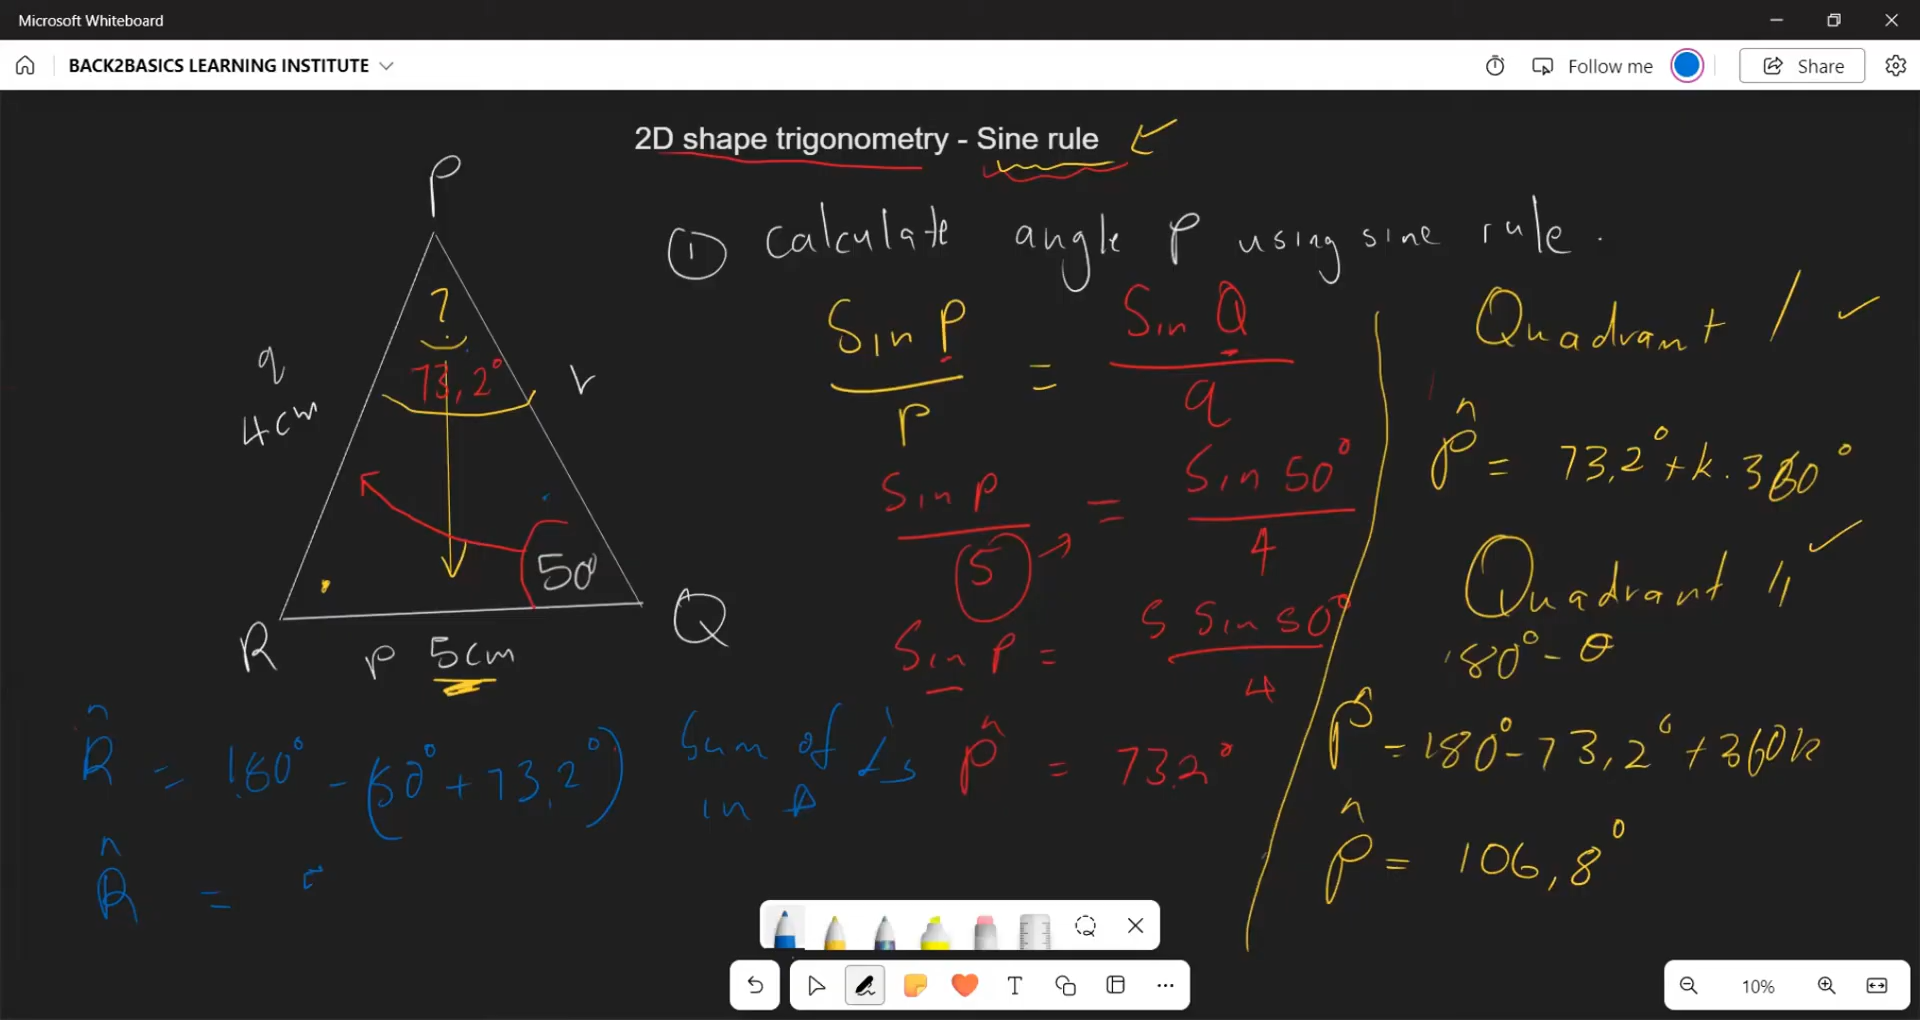 Microsoft Whiteboard
BACK2BASICS LEARNING INSTITUTE
Follow me
Share
2D shape trigonometry - Sine rule
P
① Calculate angle P using sine rule.
?
73,2°
q
4cm
r
50°
R
p 5cm
Q
Sin P / p = Sin Q / q
Sin P / 5 = Sin 50° / 4
Sin P = 5 Sin 50° / 4
P̂ = 73.2°
Quadrant 1
P̂ = 73,2° + k.360°
Quadrant 11
180° - θ
P̂ = 180° - 73,2° + 360k
P̂ = 106,8°
R̂ = 180° - (50° + 73,2°) Sum of ∠'s
in Δ
R̂ = 5
10%